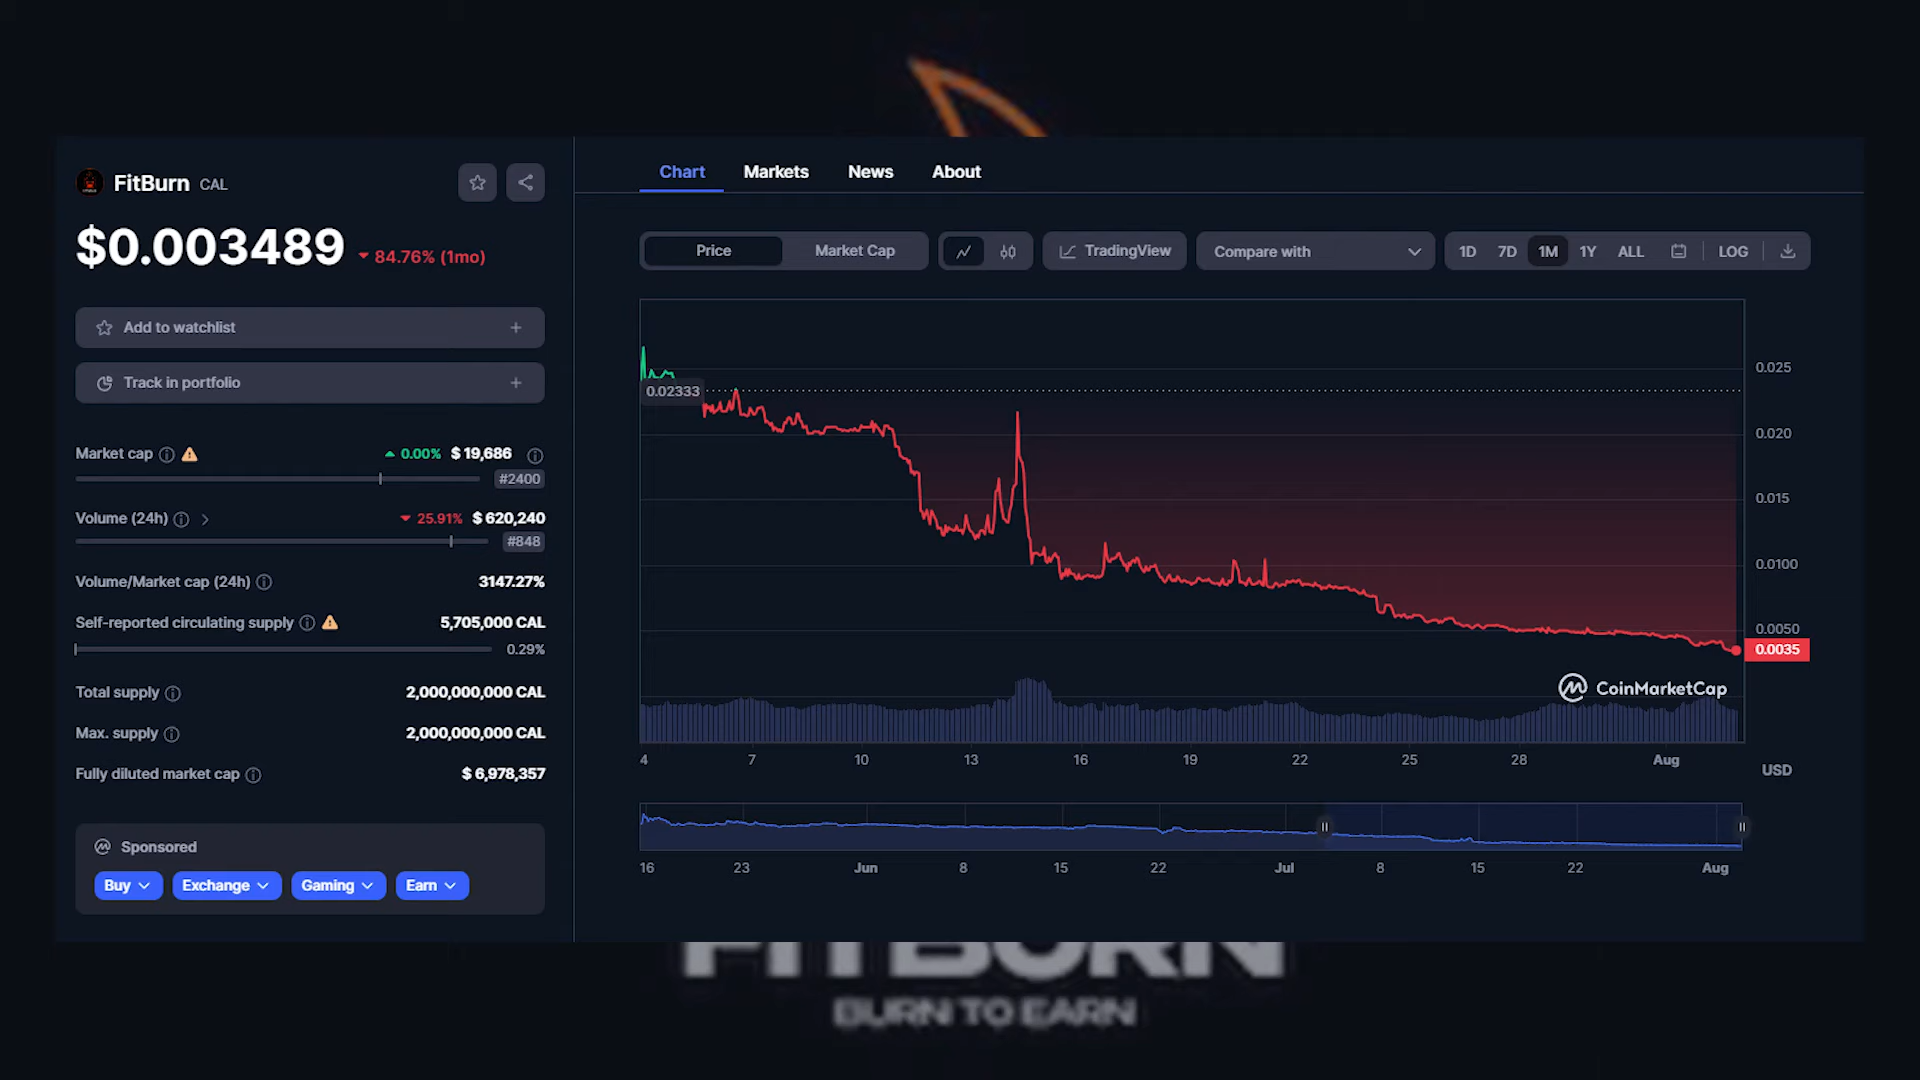 FitBurn CAL
$0.003489 84.76% (1mo)
Add to watchlist
Track in portfolio
Market cap 0.00% $ 19,686
#2400
Volume (24h) 25.91% $ 620,240
#848
Volume/Market cap (24h) 3147.27%
Self-reported circulating supply 5,705,000 CAL
0.29%
Total supply 2,000,000,000 CAL
Max. supply 2,000,000,000 CAL
Fully diluted market cap $ 6,978,357
Sponsored
Buy Exchange Gaming Earn
Chart Markets News About
Price Market Cap TradingView Compare with 1D 7D 1M 1Y ALL LOG
0.025
0.02333
0.020
0.015
0.0100
0.0050
0.0035
CoinMarketCap
4 7 10 13 16 19 22 25 28 Aug
USD
16 23 Jun 8 15 22 Jul 8 15 22 Aug
FITBURN
BURN TO EARN